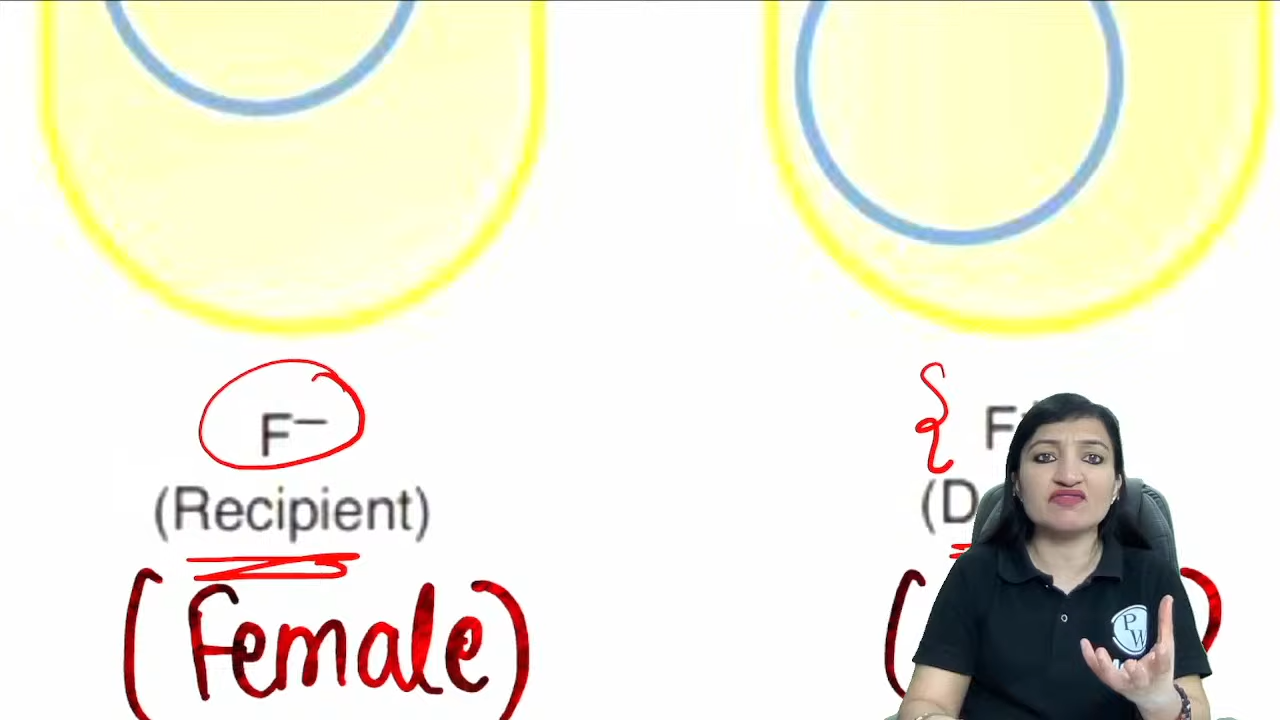 F−
(Recipient)
(Female)
{ F
(D
(
)
P
W